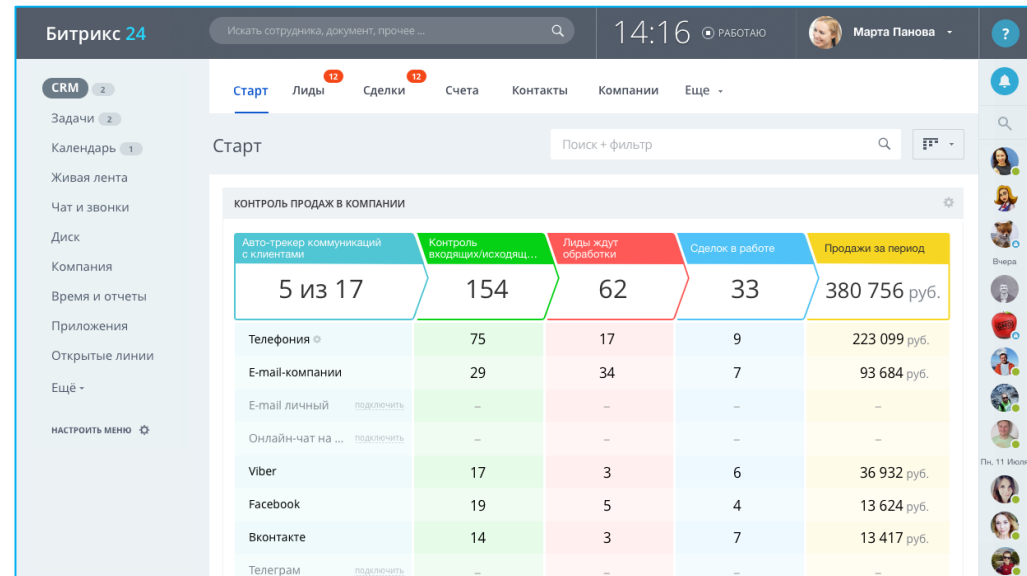 Битрикс 24
Искать сотрудника, документ, прочее ...
14:16 РАБОТАЮ
Марта Панова
?
CRM 2
Задачи 2
Календарь 1
Живая лента
Чат и звонки
Диск
Компания
Время и отчеты
Приложения
Открытые линии
Ещё
НАСТРОИТЬ МЕНЮ
12 12
Старт Лиды Сделки Счета Контакты Компании Еще
Старт
Поиск + фильтр
КОНТРОЛЬ ПРОДАЖ В КОМПАНИИ
Авто-трекер коммуникаций
с клиентами
Контроль
входящих/исходящ...
Лиды ждут
обработки
Сделок в работе
Продажи за период
5 из 17 154 62 33 380 756 руб.
Телефония 75 17 9 223 099 руб.
E-mail-компании 29 34 7 93 684 руб.
E-mail личный подключить – – – –
Онлайн-чат на ... подключить – – – –
Viber 17 3 6 36 932 руб.
Facebook 19 5 4 13 624 руб.
Вконтакте 14 3 7 13 417 руб.
Телеграм подключить – – – –
Вчера
Пн, 11 Июля